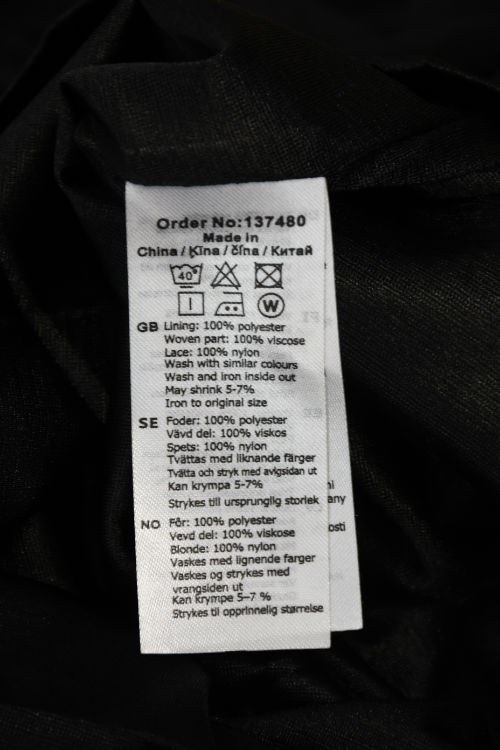 Order No:137480
Made in
China / Ķīna / čína / Китай
40°
W
GB Lining: 100% polyester
Woven part: 100% viscose
Lace: 100% nylon
Wash with similar colours
Wash and iron inside out
May shrink 5-7%
Iron to original size
SE Foder: 100% polyester
Vävd del: 100% viskos
Spets: 100% nylon
Tvättas med liknande färger
Tvätta och stryk med avigsidan ut
Kan krympa 5-7%
Strykes till ursprunglig storlek
any
NO Fôr: 100% polyester
osti
Vevd del: 100% viskose
Blonde: 100% nylon
Vaskes med lignende farger
Vaskes og strykes med
vrangsiden ut
Kan krympe 5–7 %
Strykes til opprinnelig størrelse